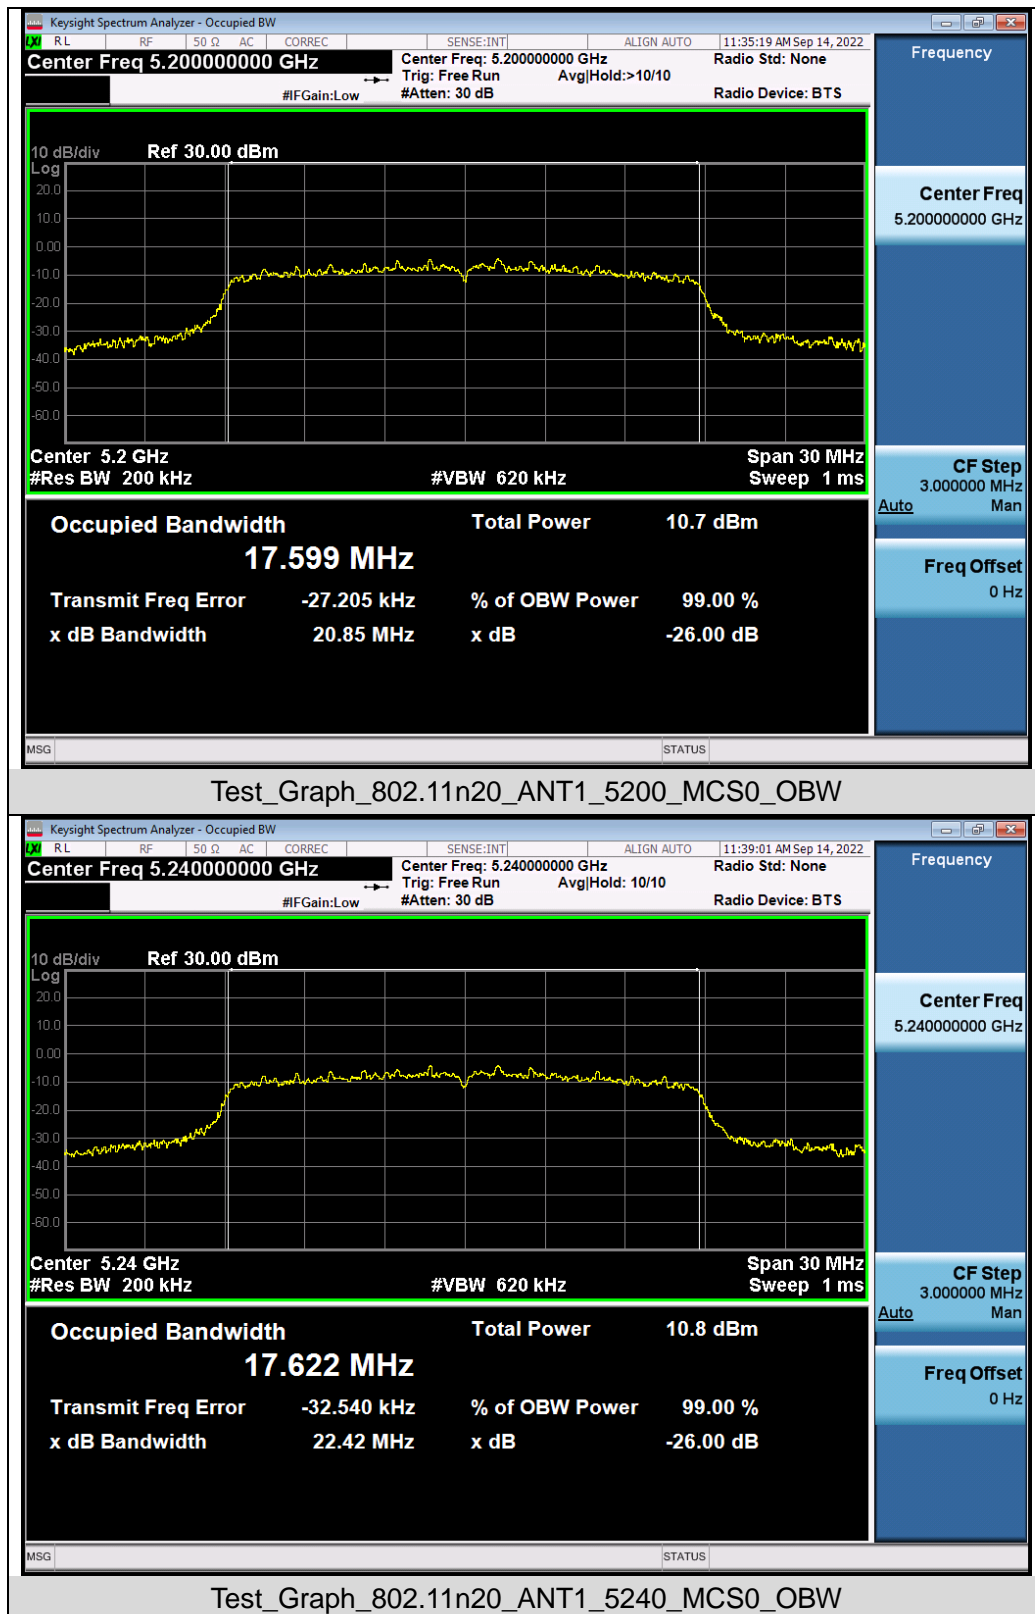 Keysight Spectrum Analyzer - Occupied BW
LXI RL RF 50 Ω AC CORREC SENSE:INT ALIGN AUTO 11:35:19 AM Sep 14, 2022
Center Freq 5.200000000 GHz
Center Freq: 5.200000000 GHz Radio Std: None
Trig: Free Run Avg|Hold:>10/10
#IFGain:Low #Atten: 30 dB Radio Device: BTS
Frequency
10 dB/div Ref 30.00 dBm
Log
20.0
10.0
0.00
-10.0
-20.0
-30.0
-40.0
-50.0
-60.0
Center Freq
5.200000000 GHz
Center 5.2 GHz Span 30 MHz
#Res BW 200 kHz #VBW 620 kHz Sweep 1 ms
CF Step
3.000000 MHz
Auto Man
Occupied Bandwidth Total Power 10.7 dBm
17.599 MHz
Freq Offset
0 Hz
Transmit Freq Error -27.205 kHz % of OBW Power 99.00 %
x dB Bandwidth 20.85 MHz x dB -26.00 dB
MSG STATUS
Test_Graph_802.11n20_ANT1_5200_MCS0_OBW
Keysight Spectrum Analyzer - Occupied BW
LXI RL RF 50 Ω AC CORREC SENSE:INT ALIGN AUTO 11:39:01 AM Sep 14, 2022
Center Freq 5.240000000 GHz
Center Freq: 5.240000000 GHz Radio Std: None
Trig: Free Run Avg|Hold: 10/10
#IFGain:Low #Atten: 30 dB Radio Device: BTS
Frequency
10 dB/div Ref 30.00 dBm
Log
20.0
10.0
0.00
-10.0
-20.0
-30.0
-40.0
-50.0
-60.0
Center Freq
5.240000000 GHz
Center 5.24 GHz Span 30 MHz
#Res BW 200 kHz #VBW 620 kHz Sweep 1 ms
CF Step
3.000000 MHz
Auto Man
Occupied Bandwidth Total Power 10.8 dBm
17.622 MHz
Freq Offset
0 Hz
Transmit Freq Error -32.540 kHz % of OBW Power 99.00 %
x dB Bandwidth 22.42 MHz x dB -26.00 dB
MSG STATUS
Test_Graph_802.11n20_ANT1_5240_MCS0_OBW